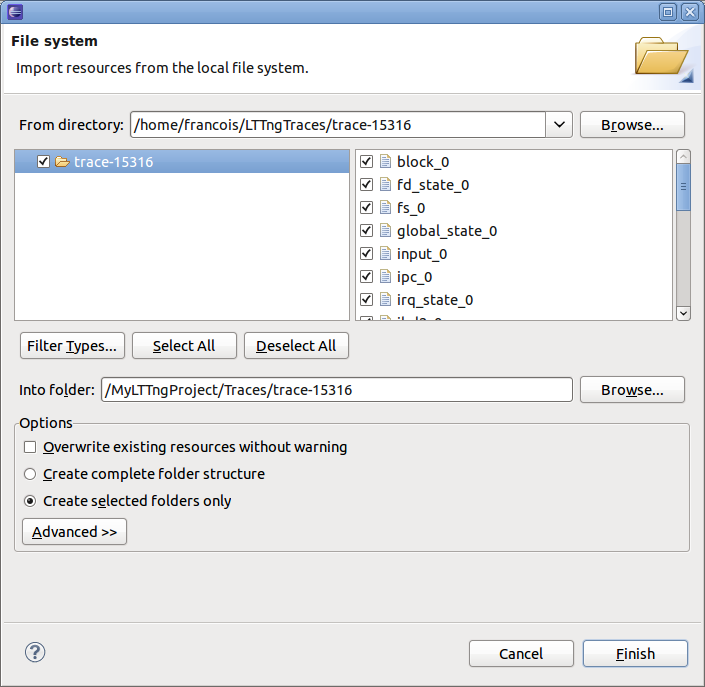 File system
Import resources from the local file system.
From directory: /home/francois/LTTngTraces/trace-15316 Browse...
trace-15316
block_0
fd_state_0
fs_0
global_state_0
input_0
ipc_0
irq_state_0
Filter Types... Select All Deselect All
Into folder: /MyLTTngProject/Traces/trace-15316 Browse...
Options
Overwrite existing resources without warning
Create complete folder structure
Create selected folders only
Advanced >>
? Cancel Finish